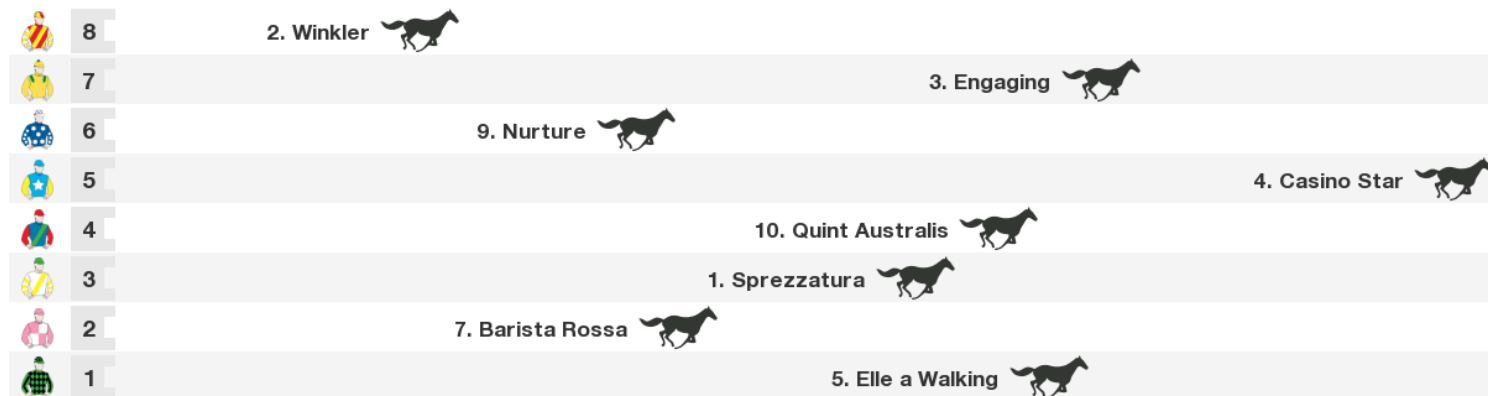 8 2. Winkler
7 3. Engaging
6 9. Nurture
5 4. Casino Star
4 10. Quint Australis
3 1. Sprezzatura
2 7. Barista Rossa
1 5. Elle a Walking